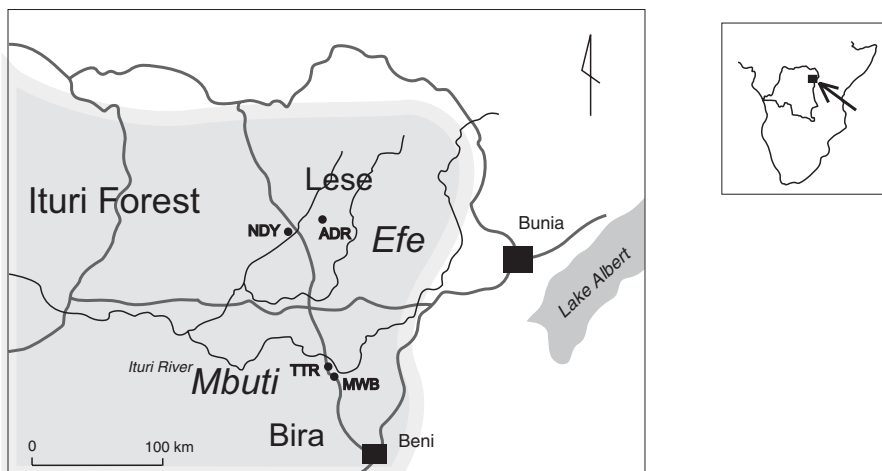 Lese
Ituri Forest
NDY
ADR
Efe
Bunia
Lake Albert
Ituri River
Mbuti
TTR
MWB
Bira
Beni
0
100 km